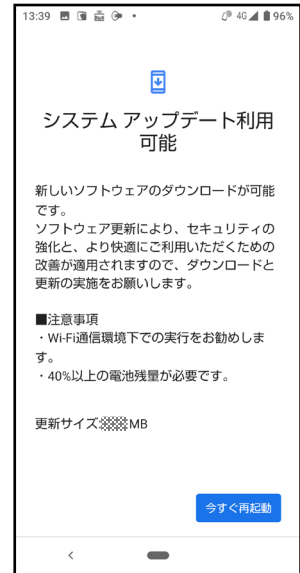 13:39 4G 96%
システム アップデート利用
可能
新しいソフトウェアのダウンロードが可能
です。
ソフトウェア更新により、セキュリティの
強化と、より快適にご利用いただくための
改善が適用されますので、ダウンロードと
更新の実施をお願いします。
■注意事項
・Wi-Fi通信環境下での実行をお勧めしま
す。
・40%以上の電池残量が必要です。
更新サイズ: MB
今すぐ再起動